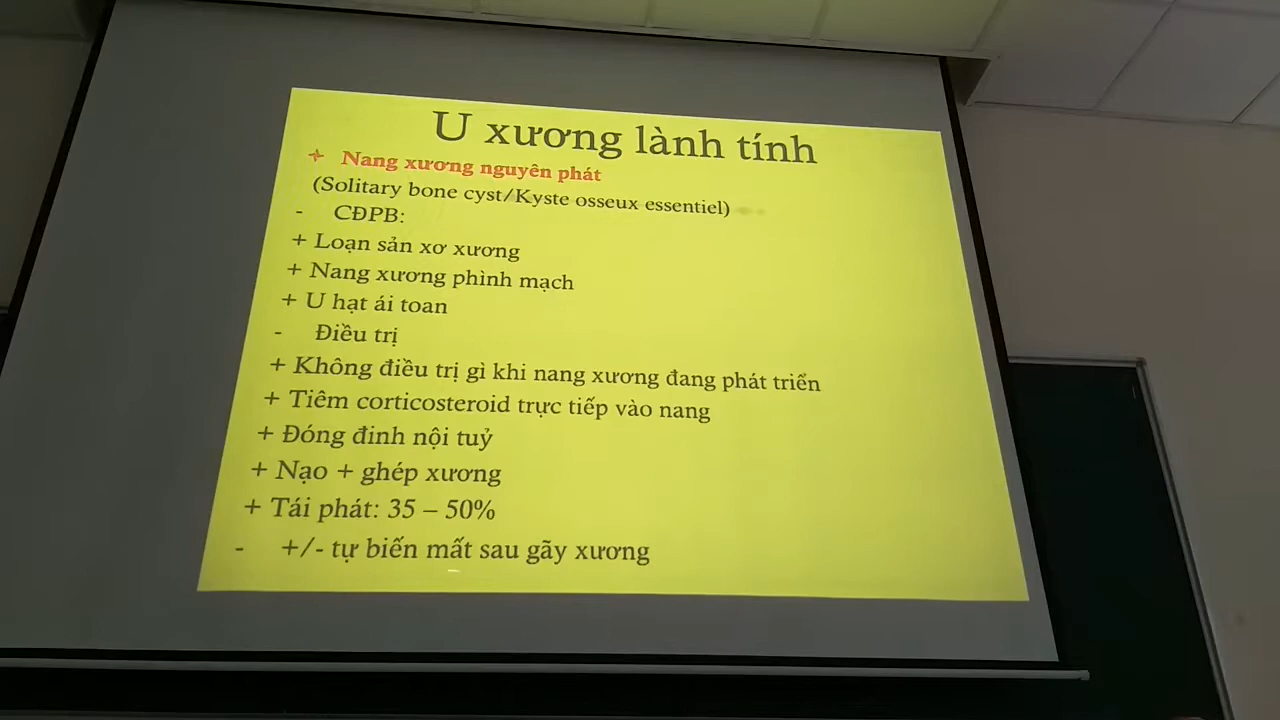 U xương lành tính
Nang xương nguyên phát
(Solitary bone cyst/Kyste osseux essentiel)
- CĐPB:
+ Loạn sản xơ xương
+ Nang xương phình mạch
+ U hạt ái toan
- Điều trị
+ Không điều trị gì khi nang xương đang phát triển
+ Tiêm corticosteroid trực tiếp vào nang
+ Đóng đinh nội tuỷ
+ Nạo + ghép xương
+ Tái phát: 35 – 50%
- +/- tự biến mất sau gãy xương